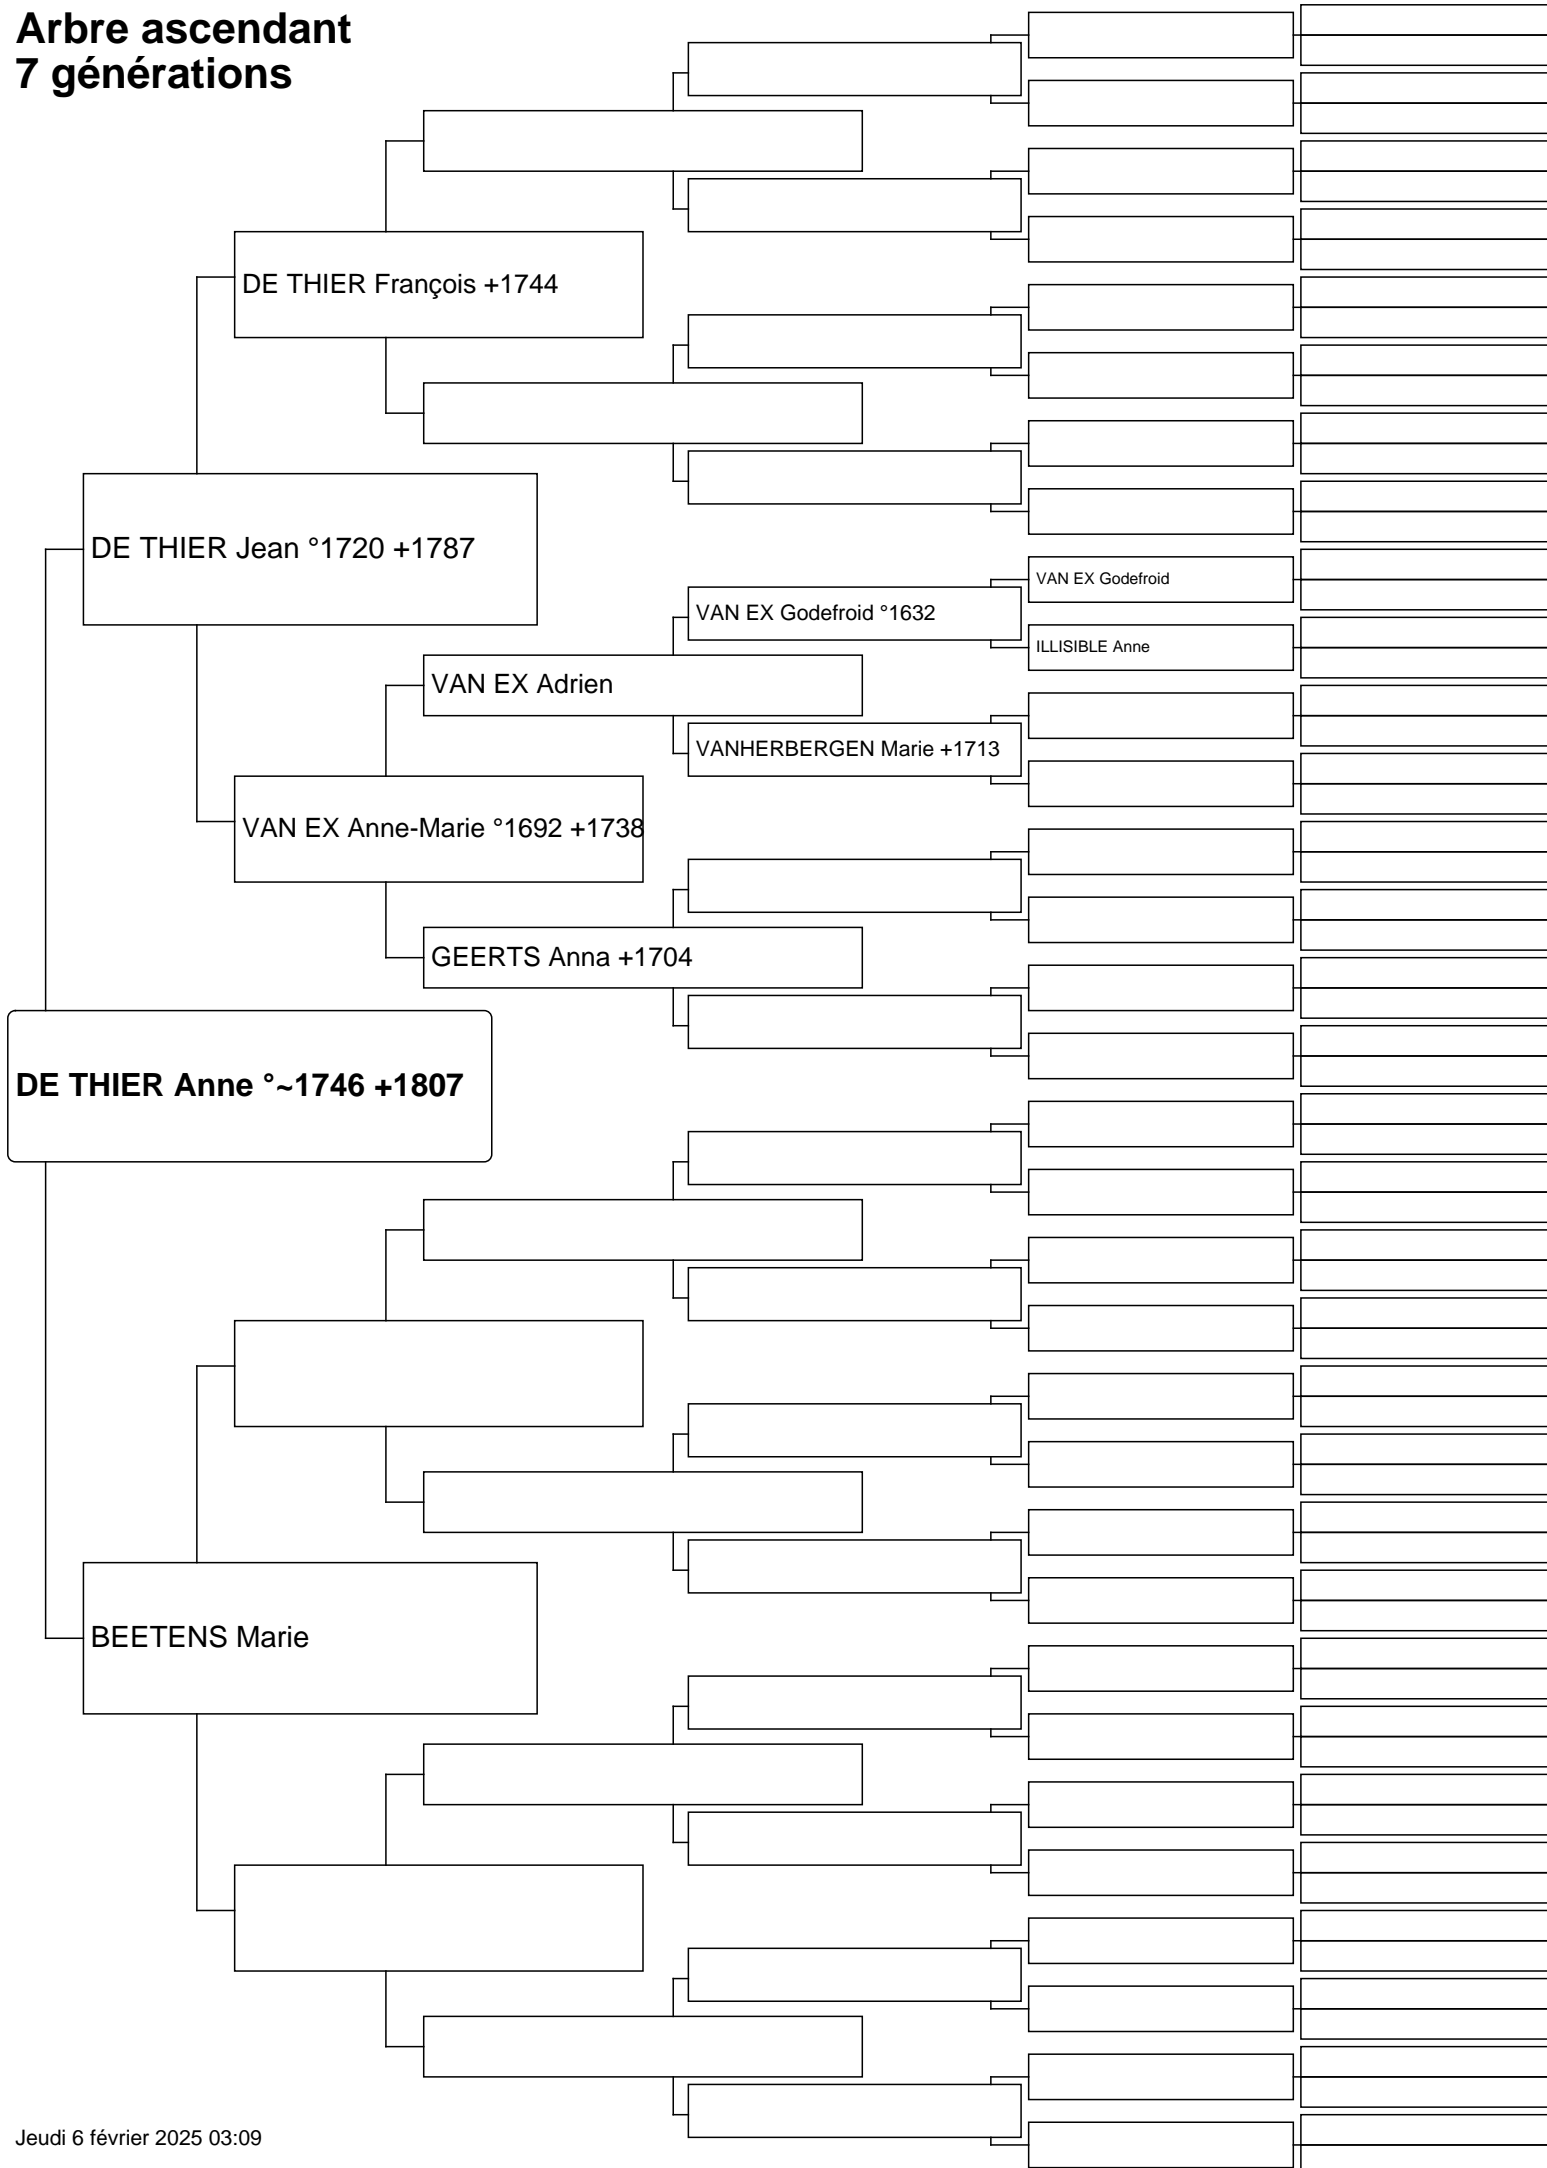 Arbre ascendant
7 générations
DE THIER François +1744
DE THIER Jean °1720 +1787
VAN EX Godefroid
VAN EX Godefroid °1632
ILLISIBLE Anne
VAN EX Adrien
VANHERBERGEN Marie +1713
VAN EX Anne-Marie °1692 +1738
GEERTS Anna +1704
DE THIER Anne °~1746 +1807
BEETENS Marie
Jeudi 6 février 2025 03:09